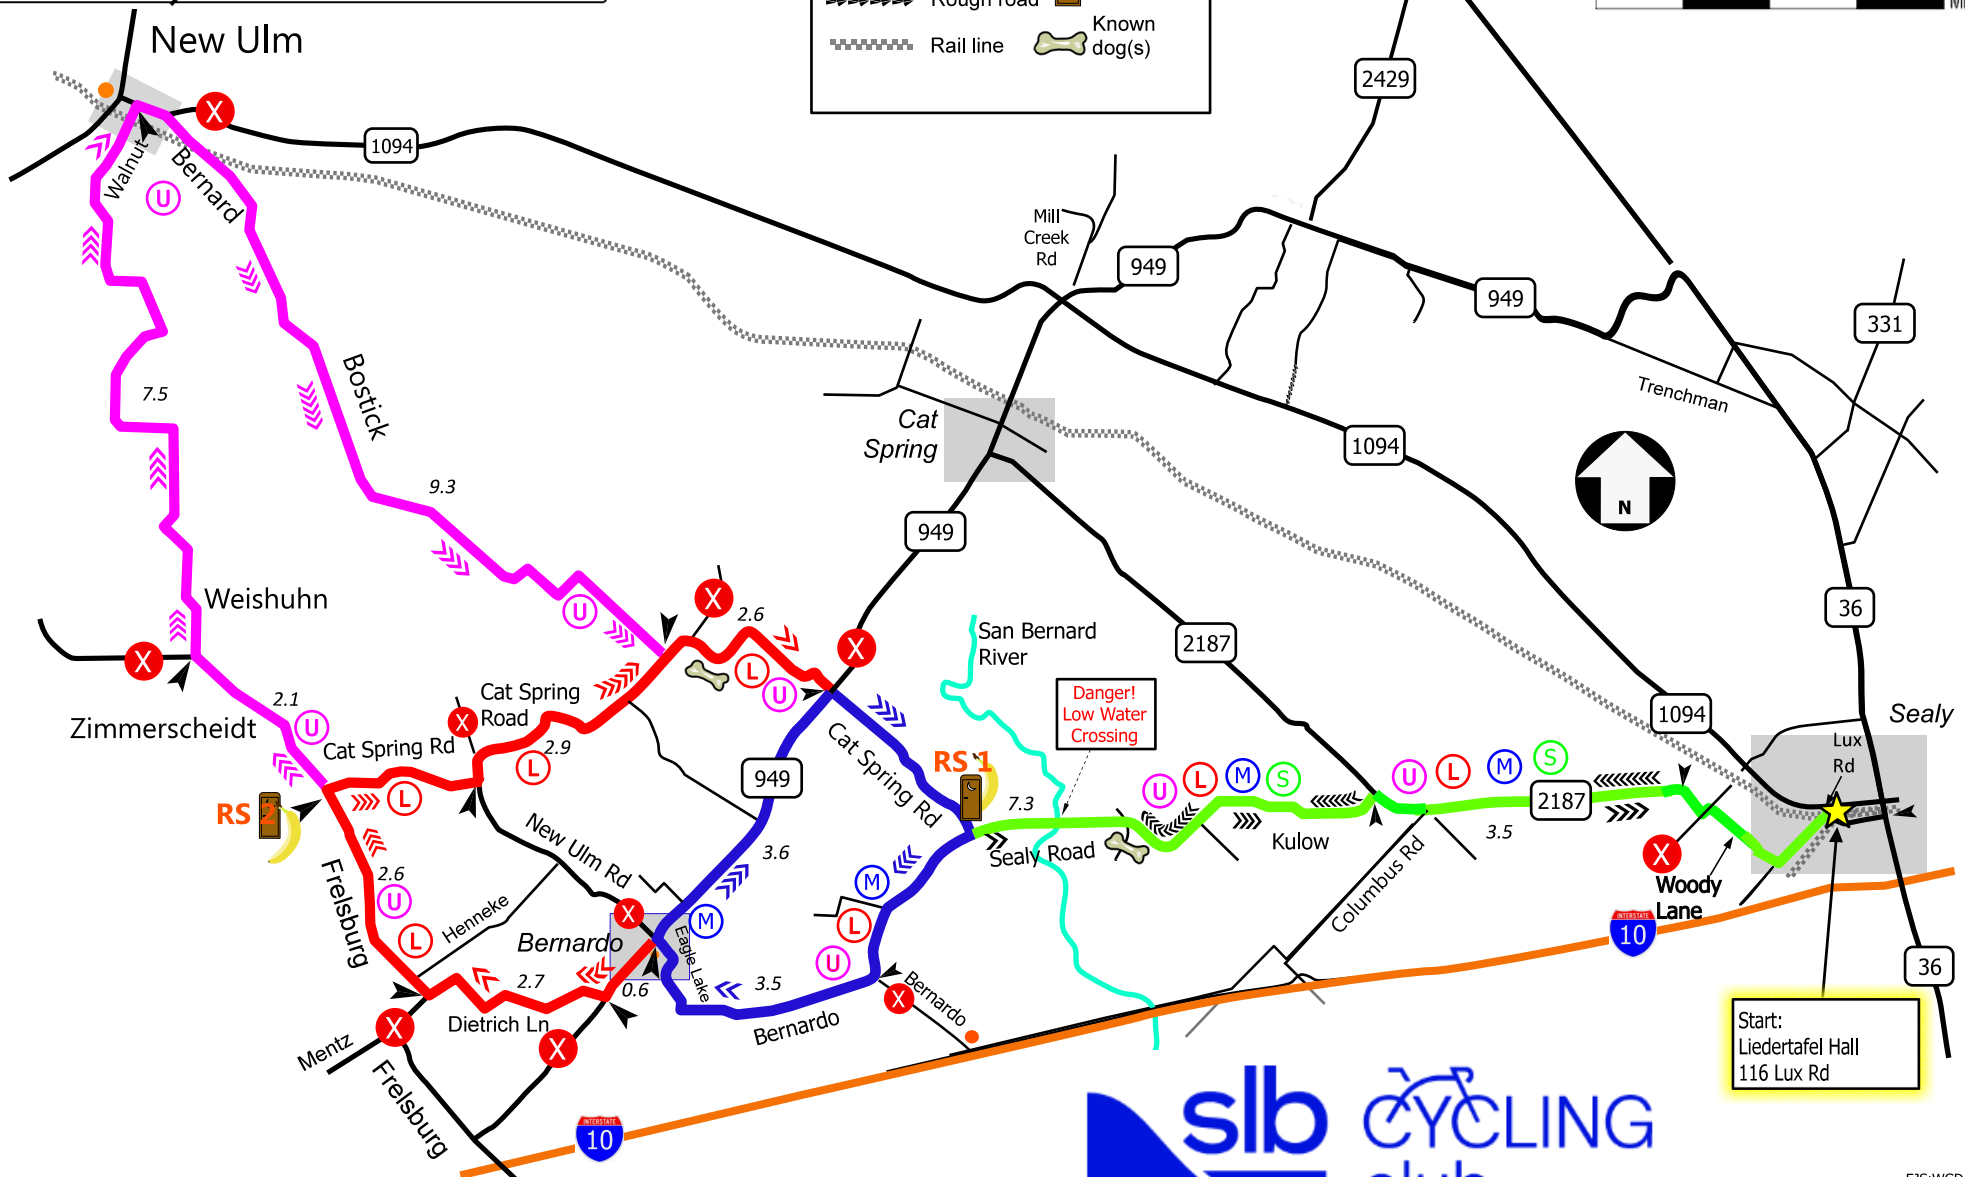 New Ulm
Rough road
Known
dog(s)
Rail line
2429
X
1094
Walnut
Bernard
U
Mill
Creek
Rd
949
949
331
Trenchman
7.5
Bostick
Cat
Spring
1094
N
9.3
949
Weishuhn
36
X
U
X
2.6
San Bernard
River
2187
X
L
U
X
Danger!
Low Water
Crossing
2.1
Cat Spring
Road
Zimmerscheidt
U
X
Cat Spring Rd
2.9
L
L
1094
Sealy
Lux
Rd
Cat Spring Rd
RS 1
949
U
L
M
S
U
L
M
S
2187
RS 2
7.3
3.5
Sealy Road
Kulow
New Ulm Rd
3.6
2.6
Frelsburg
U
M
X
Woody
Lane
Columbus Rd
Henneke
L
X
Bernardo
M
Eagle Lake
L
U
10
36
2.7
0.6
3.5
Bernardo
X
Bernardo
Dietrich Ln
X
X
Mentz
Frelsburg
Start:
Liedertafel Hall
116 Lux Rd
INTERSTATE
10
slb
CYCLING
club